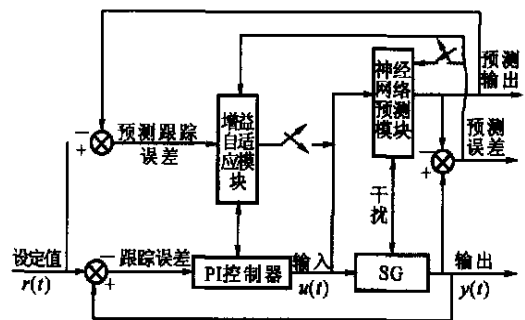 神经
网络
预测
模块
预测
输出
增益
自适
应模
块
预测跟踪
误差
预测
误差
干扰
设定值
r(t)
跟踪误差
PI控制器
输入
u(t)
SG
输出
y(t)
−
+
−
+
−
+